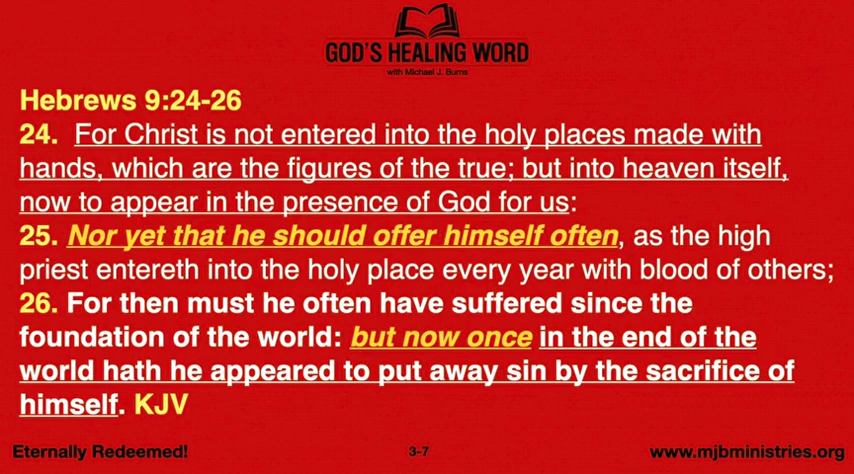 GOD'S HEALING WORD
with Michael J. Burns
Hebrews 9:24-26
24. For Christ is not entered into the holy places made with
hands, which are the figures of the true; but into heaven itself,
now to appear in the presence of God for us:
25. Nor yet that he should offer himself often, as the high
priest entereth into the holy place every year with blood of others;
26. For then must he often have suffered since the
foundation of the world: but now once in the end of the
world hath he appeared to put away sin by the sacrifice of
himself. KJV
Eternally Redeemed!
3-7
www.mjbministries.org